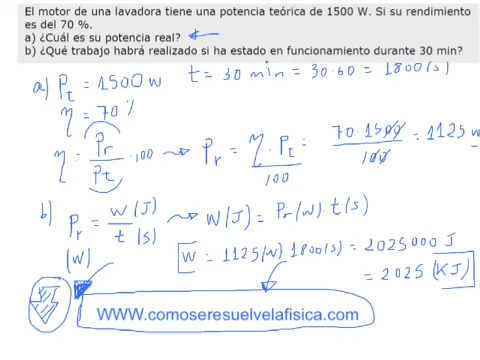 El motor de una lavadora tiene una potencia teórica de 1500 W. Si su rendimiento
es del 70 %.
a) ¿Cuál es su potencia real?
b) ¿Qué trabajo habrá realizado si ha estado en funcionamiento durante 30 min?
a) Pt = 1500 W t = 30 min = 30·60 = 1800(s)
η = 70 %
η = Pr/Pt · 100 → Pr = η · Pt/100 = 70·1500/100 = 1125 W
b) Pr = W(J)/t(s) → W(J) = Pr(W) · t(s)
(W)
W = 1125(W) 1800(s) = 2025000 J
= 2025 (KJ)
WWW.comoseresuelvelafisica.com